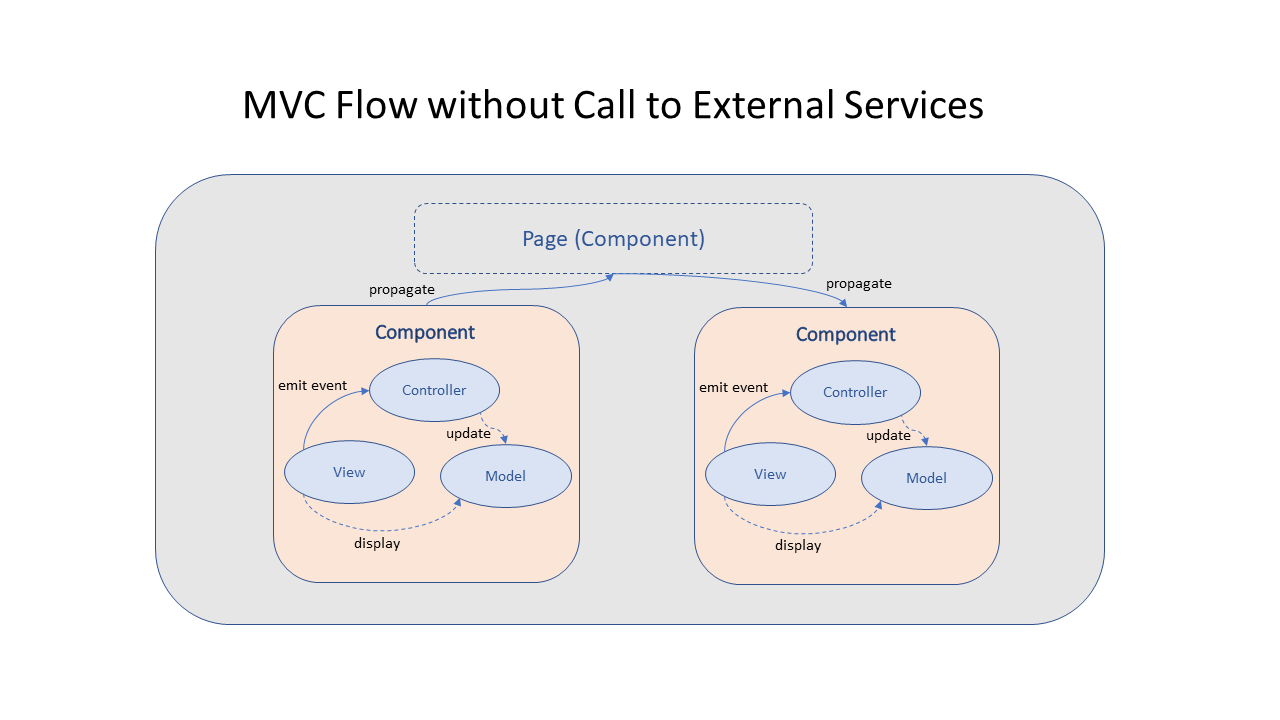 MVC Flow without Call to External Services
Page (Component)
propagate
propagate
Component
emit event
Controller
update
View
Model
display
Component
emit event
Controller
update
View
Model
display